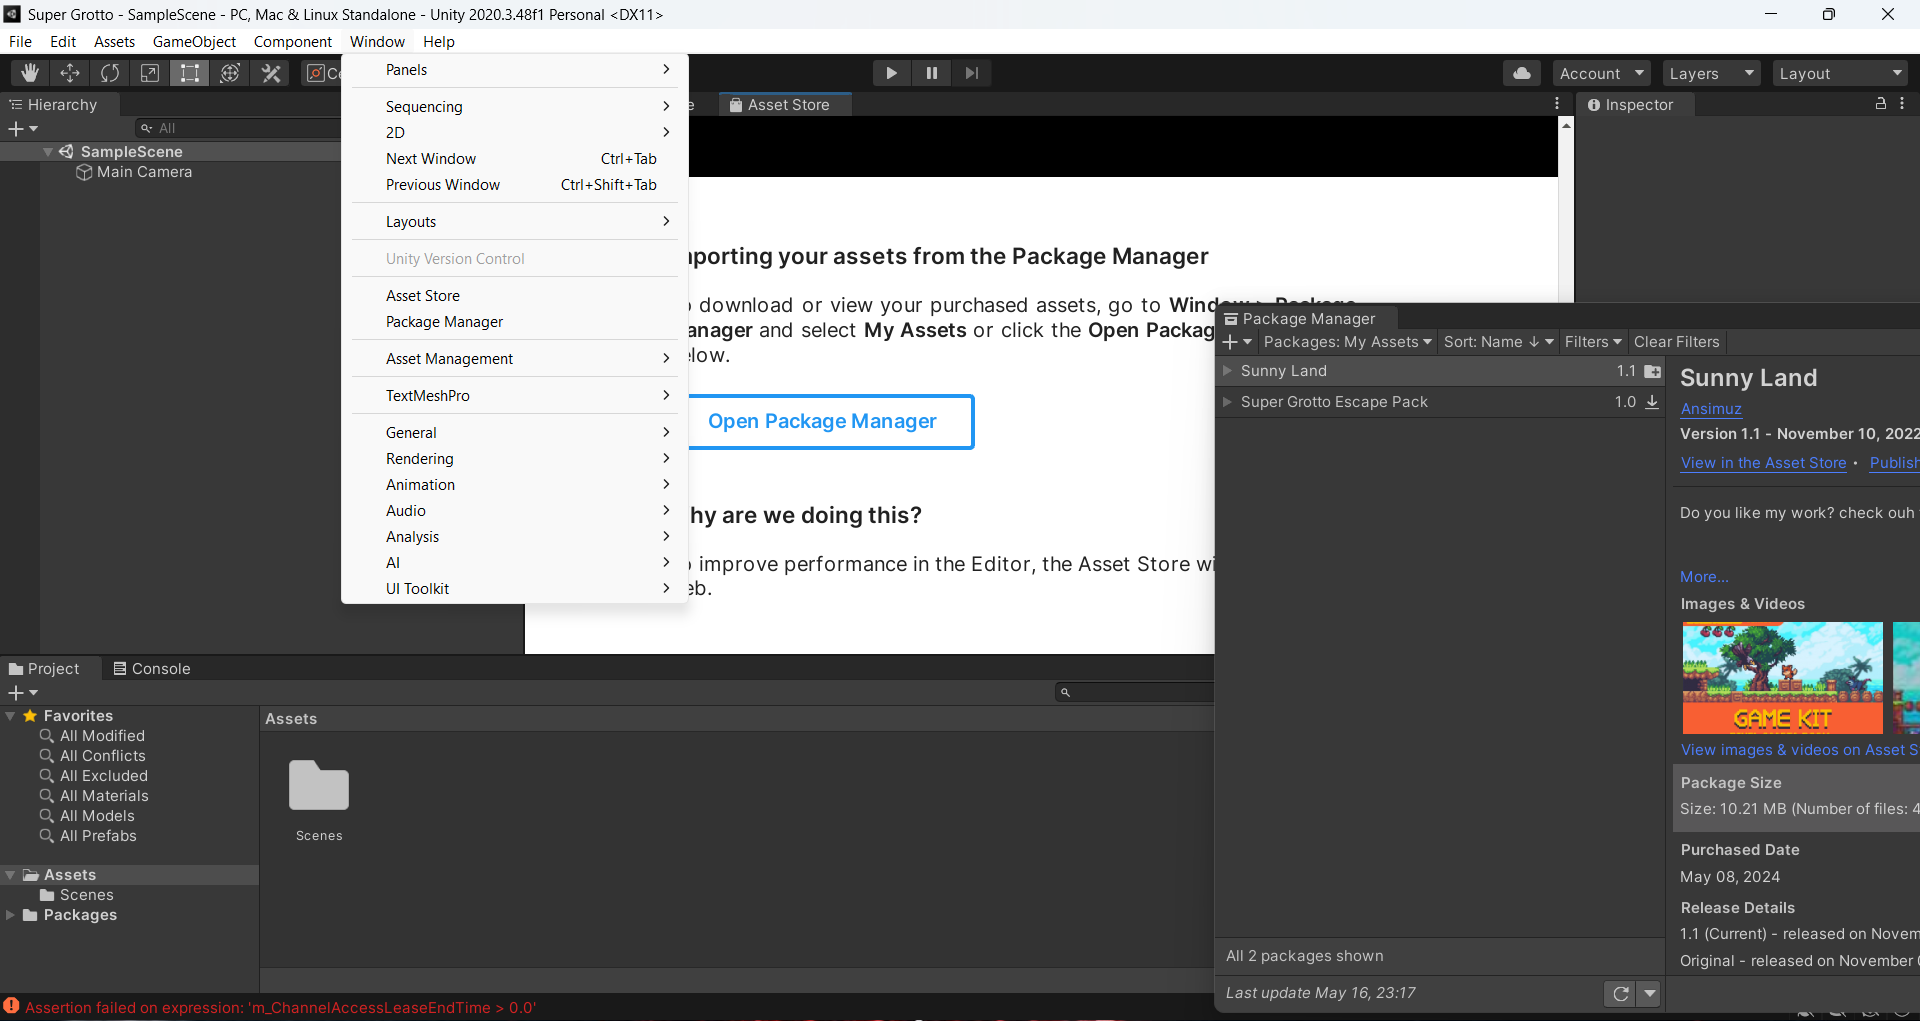 Super Grotto - SampleScene - PC, Mac & Linux Standalone - Unity 2020.3.48f1 Personal <DX11>
File Edit Assets GameObject Component Window Help
Account Layers Layout
Panels
Sequencing
2D
Next Window Ctrl+Tab
Previous Window Ctrl+Shift+Tab
Layouts
Unity Version Control
Asset Store
Package Manager
Asset Management
TextMeshPro
General
Rendering
Animation
Audio
Analysis
AI
UI Toolkit
Hierarchy
All
SampleScene
Main Camera
Asset Store
porting your assets from the Package Manager
download or view your purchased assets, go to Window > Package
anager and select My Assets or click the Open Packag
low.
Open Package Manager
hy are we doing this?
improve performance in the Editor, the Asset Store wi
eb.
Inspector
Package Manager
Packages: My Assets Sort: Name ↓ Filters Clear Filters
Sunny Land 1.1
Super Grotto Escape Pack 1.0
All 2 packages shown
Last update May 16, 23:17
Sunny Land
Ansimuz
Version 1.1 - November 10, 2022
View in the Asset Store • Publish
Do you like my work? check ouh
More...
Images & Videos
GAME KIT
View images & videos on Asset S
Package Size
Size: 10.21 MB (Number of files: 4
Purchased Date
May 08, 2024
Release Details
1.1 (Current) - released on Novem
Original - released on November
Project Console
Favorites
All Modified
All Conflicts
All Excluded
All Materials
All Models
All Prefabs
Assets
Scenes
Packages
Assets
Scenes
Assertion failed on expression: 'm_ChannelAccessLeaseEndTime > 0.0'